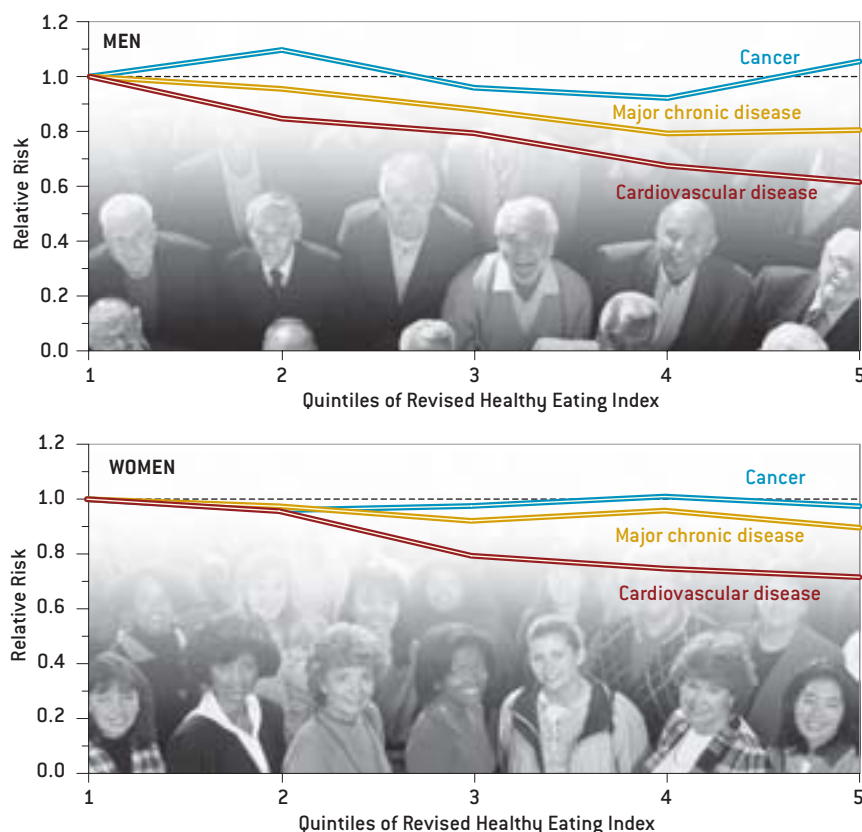 MEN
1.2
1.0
0.8
0.6
0.4
0.2
0.0
Relative Risk
Cancer
Major chronic disease
Cardiovascular disease
1 2 3 4 5
Quintiles of Revised Healthy Eating Index
WOMEN
1.2
1.0
0.8
0.6
0.4
0.2
0.0
Relative Risk
Cancer
Major chronic disease
Cardiovascular disease
1 2 3 4 5
Quintiles of Revised Healthy Eating Index